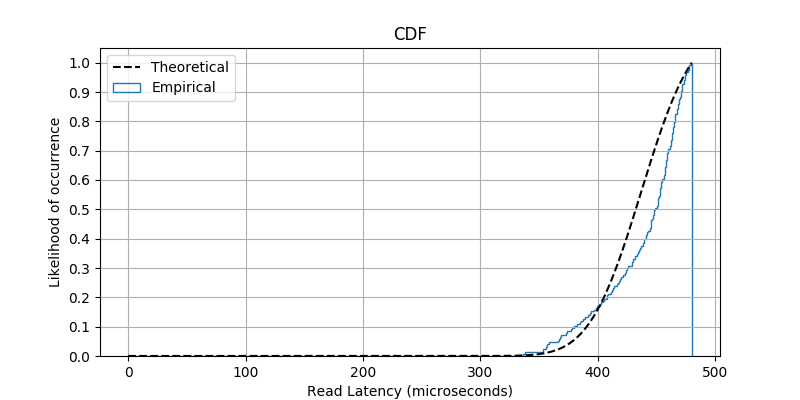 CDF
Theoretical
Empirical
Likelihood of occurrence
1.0
0.9
0.8
0.7
0.6
0.5
0.4
0.3
0.2
0.1
0.0
0 100 200 300 400 500
Read Latency (microseconds)